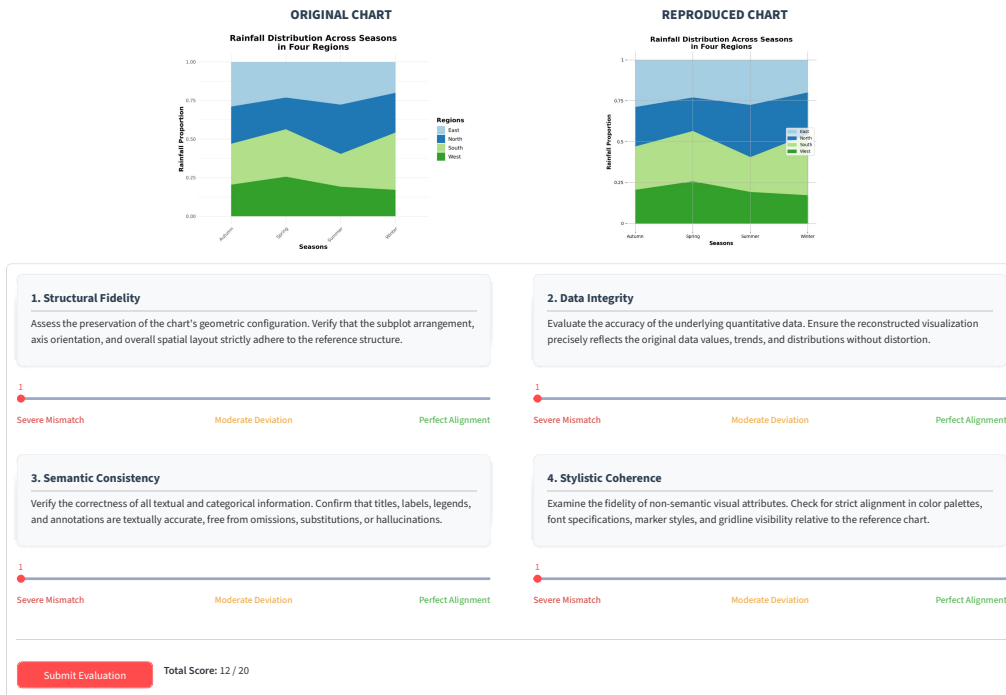 ORIGINAL CHART
REPRODUCED CHART
Rainfall Distribution Across Seasons
in Four Regions
1.00
0.75
0.50
0.25
0.00
Rainfall Proportion
Autumn
Spring
Summer
Winter
Seasons
Regions
East
North
South
West
Rainfall Distribution Across Seasons
in Four Regions
1
0.75
0.5
0.25
0
Rainfall Proportion
Autumn
Spring
Summer
Winter
Seasons
East
North
South
West
1. Structural Fidelity
Assess the preservation of the chart's geometric configuration. Verify that the subplot arrangement,
axis orientation, and overall spatial layout strictly adhere to the reference structure.
1
Severe Mismatch
Moderate Deviation
Perfect Alignment
2. Data Integrity
Evaluate the accuracy of the underlying quantitative data. Ensure the reconstructed visualization
precisely reflects the original data values, trends, and distributions without distortion.
1
Severe Mismatch
Moderate Deviation
Perfect Alignment
3. Semantic Consistency
Verify the correctness of all textual and categorical information. Confirm that titles, labels, legends,
and annotations are textually accurate, free from omissions, substitutions, or hallucinations.
1
Severe Mismatch
Moderate Deviation
Perfect Alignment
4. Stylistic Coherence
Examine the fidelity of non-semantic visual attributes. Check for strict alignment in color palettes,
font specifications, marker styles, and gridline visibility relative to the reference chart.
1
Severe Mismatch
Moderate Deviation
Perfect Alignment
Submit Evaluation
Total Score: 12 / 20